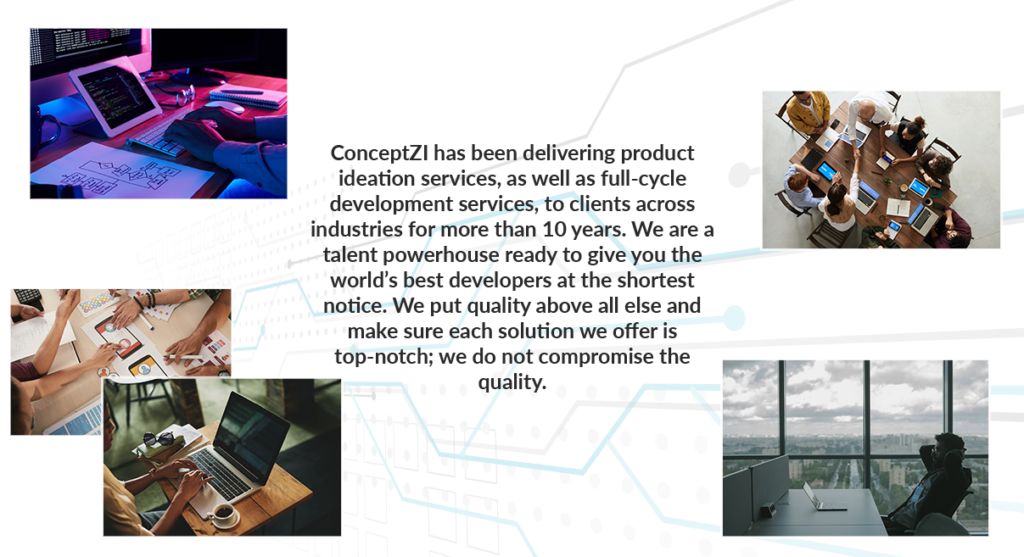 ConceptZI has been delivering product
ideation services, as well as full-cycle
development services, to clients across
industries for more than 10 years. We are a
talent powerhouse ready to give you the
world’s best developers at the shortest
notice. We put quality above all else and
make sure each solution we offer is
top-notch; we do not compromise the
quality.